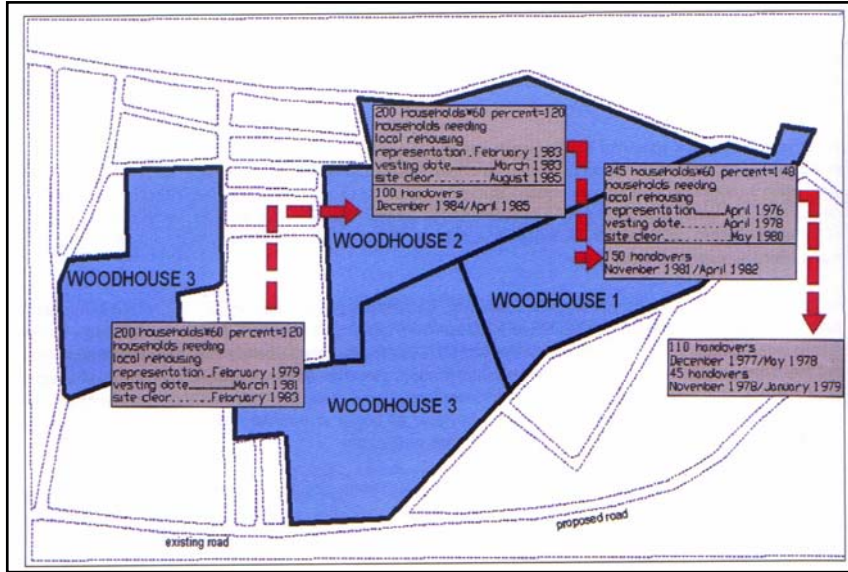 200 households*60 percent=120
households needing
local rehousing
representation.February 1983
vesting date........March 1983
site clear........August 1985
100 handovers
December 1984/April 1985
WOODHOUSE 2
245 households*60 percent=148
households needing
local rehousing
representation......April 1976
vesting date......April 1978
site clear........May 1980
150 handovers
November 1981/April 1982
WOODHOUSE 1
WOODHOUSE 3
200 households*60 percent=120
households needing
local rehousing
representation.February 1979
vesting date........March 1981
site clear......February 1983
WOODHOUSE 3
110 handovers
December 1977/May 1978
45 handovers
November 1978/January 1979
existing road
proposed road